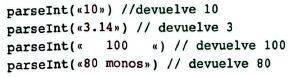 parseInt(«10») //devuelve 10
parseInt(«3.14») // devuelve 3
parseInt(«   100   «) // devuelve 100
parseInt(«80 monos») // devuelve 80